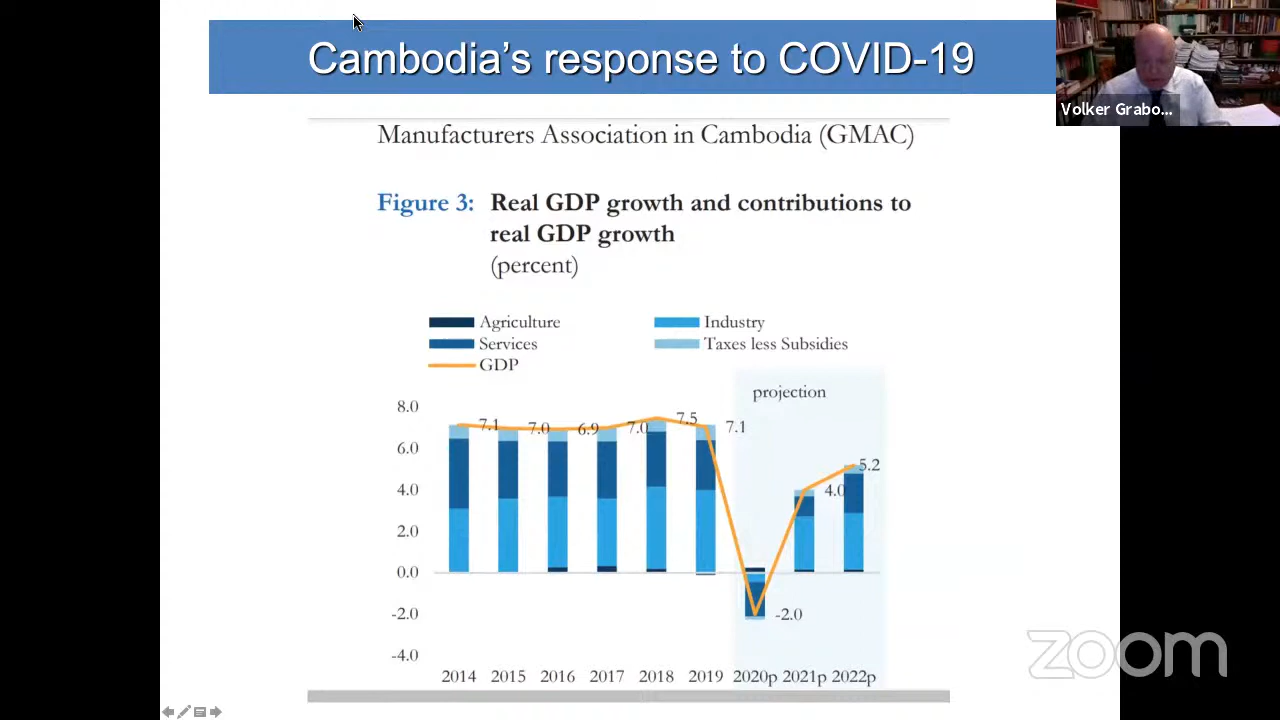 Cambodia's response to COVID-19
Volker Grabo...
Manufacturers Association in Cambodia (GMAC)
Figure 3: Real GDP growth and contributions to
real GDP growth
(percent)
Agriculture Industry
Services Taxes less Subsidies
GDP
projection
8.0
6.0
4.0
2.0
0.0
-2.0
-4.0
7.1 7.0 6.9 7.0 7.5 7.1 -2.0 4.0 5.2
2014 2015 2016 2017 2018 2019 2020p 2021p 2022p
zoom